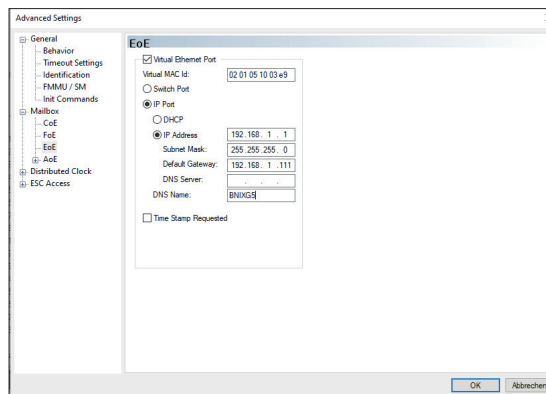 Advanced Settings
General
Behavior
Timeout Settings
Identification
FMMU / SM
Init Commands
Mailbox
CoE
FoE
EoE
AoE
Distributed Clock
ESC Access
EoE
Virtual Ethernet Port
Virtual MAC Id: 02 01 05 10 03 e9
Switch Port
IP Port
DHCP
IP Address 192.168. 1 . 1
Subnet Mask: 255.255.255. 0
Default Gateway: 192.168. 1 .111
DNS Server: . . .
DNS Name: BNIXG5
Time Stamp Requested
OK Abbrechen